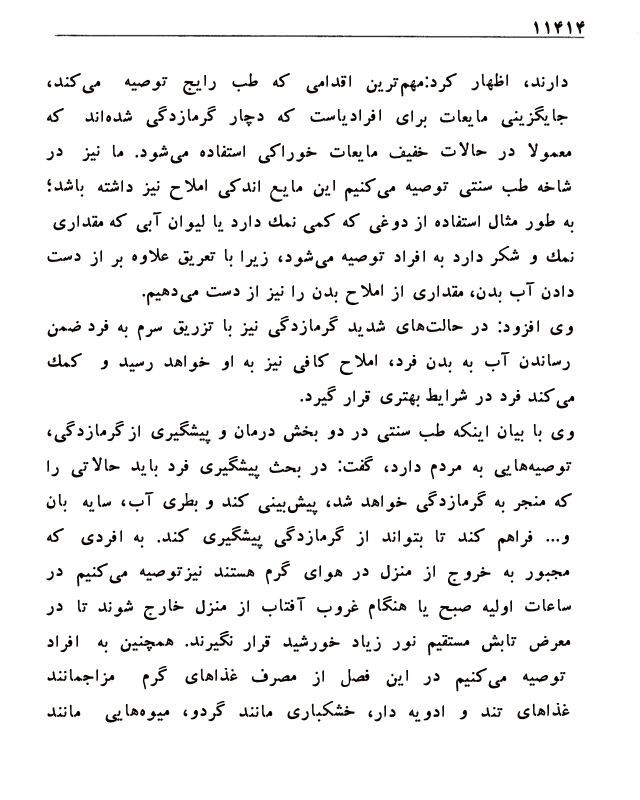 ۱۱۴۱۴
دارند، اظهار کرد:مهم‌ترین اقدامی که طب رایج توصیه می‌کند،
جایگزینی مایعات برای افرادیاست که دچار گرمازدگی شده‌اند که
معمولا در حالات خفیف مایعات خوراکی استفاده می‌شود. ما نیز در
شاخه طب سنتی توصیه می‌کنیم این مایع اندکی املاح نیز داشته باشد؛
به طور مثال استفاده از دوغی که کمی نمك دارد یا لیوان آبی که مقداری
نمك و شکر دارد به افراد توصیه می‌شود، زیرا با تعریق علاوه بر از دست
دادن آب بدن، مقداری از املاح بدن را نیز از دست می‌دهیم.
وی افزود: در حالت‌های شدید گرمازدگی نیز با تزریق سرم به فرد ضمن
رساندن آب به بدن فرد، املاح کافی نیز به او خواهد رسید و کمك
می‌کند فرد در شرایط بهتری قرار گیرد.
وی با بیان اینکه طب سنتی در دو بخش درمان و پیشگیری از گرمازدگی،
توصیه‌هایی به مردم دارد، گفت: در بحث پیشگیری فرد باید حالاتی را
که منجر به گرمازدگی خواهد شد، پیش‌بینی کند و بطری آب، سایه بان
و... فراهم کند تا بتواند از گرمازدگی پیشگیری کند. به افردی که
مجبور به خروج از منزل در هوای گرم هستند نیزتوصیه می‌کنیم در
ساعات اولیه صبح یا هنگام غروب آفتاب از منزل خارج شوند تا در
معرض تابش مستقیم نور زیاد خورشید قرار نگیرند. همچنین به افراد
توصیه می‌کنیم در این فصل از مصرف غذاهای گرم مزاجمانند
غذاهای تند و ادویه دار، خشکباری مانند گردو، میوه‌هایی مانند